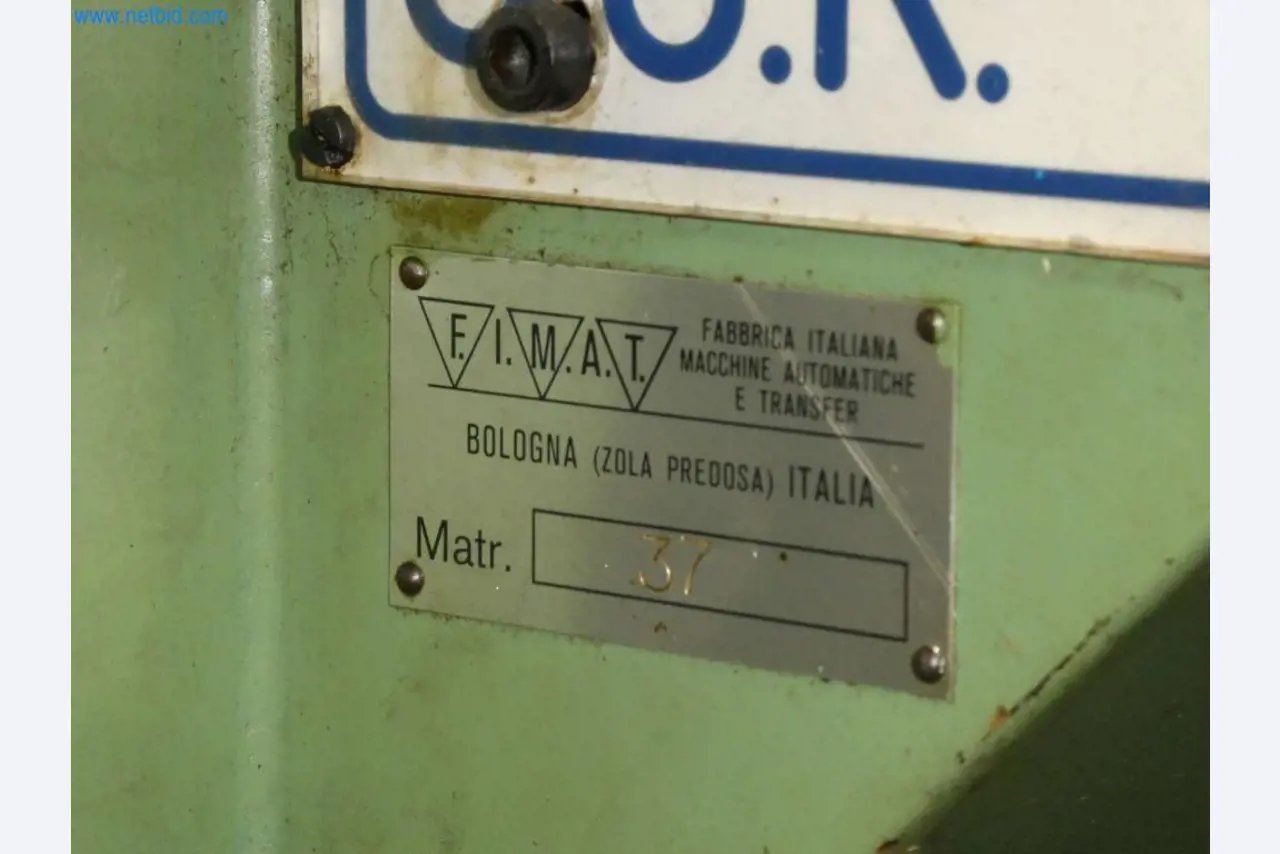 www.netbid.com
F.I.M.A.T.
FABBRICA ITALIANA
MACCHINE AUTOMATICHE
E TRANSFER
BOLOGNA (ZOLA PREDOSA) ITALIA
Matr. 37